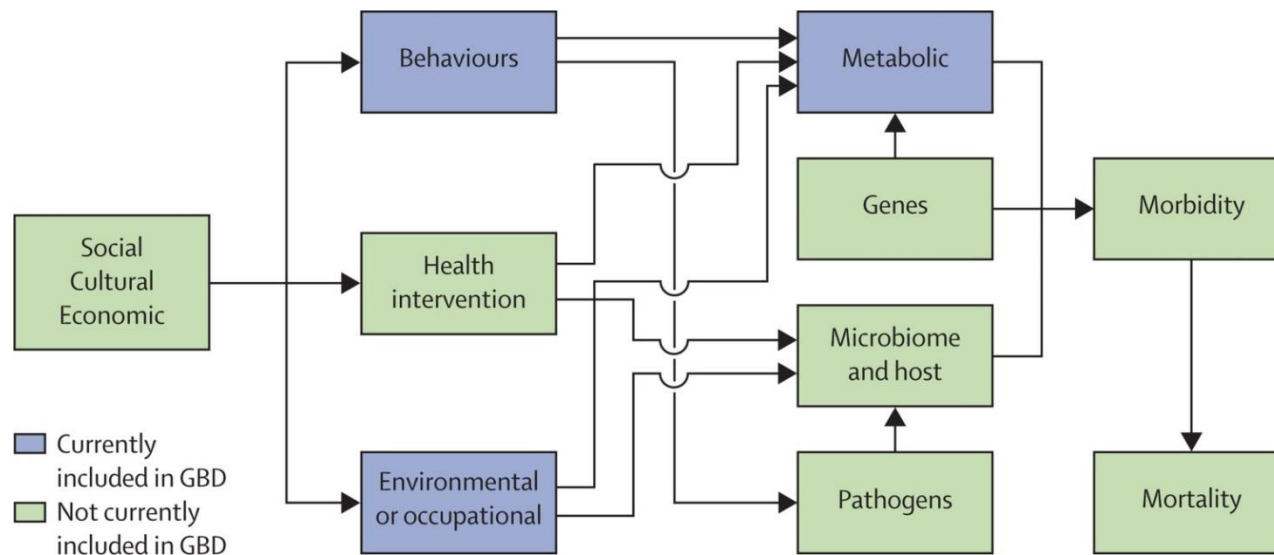 Behaviours
Metabolic
Genes
Morbidity
Social
Cultural
Economic
Health
intervention
Microbiome
and host
Currently
included in GBD
Not currently
included in GBD
Environmental
or occupational
Pathogens
Mortality